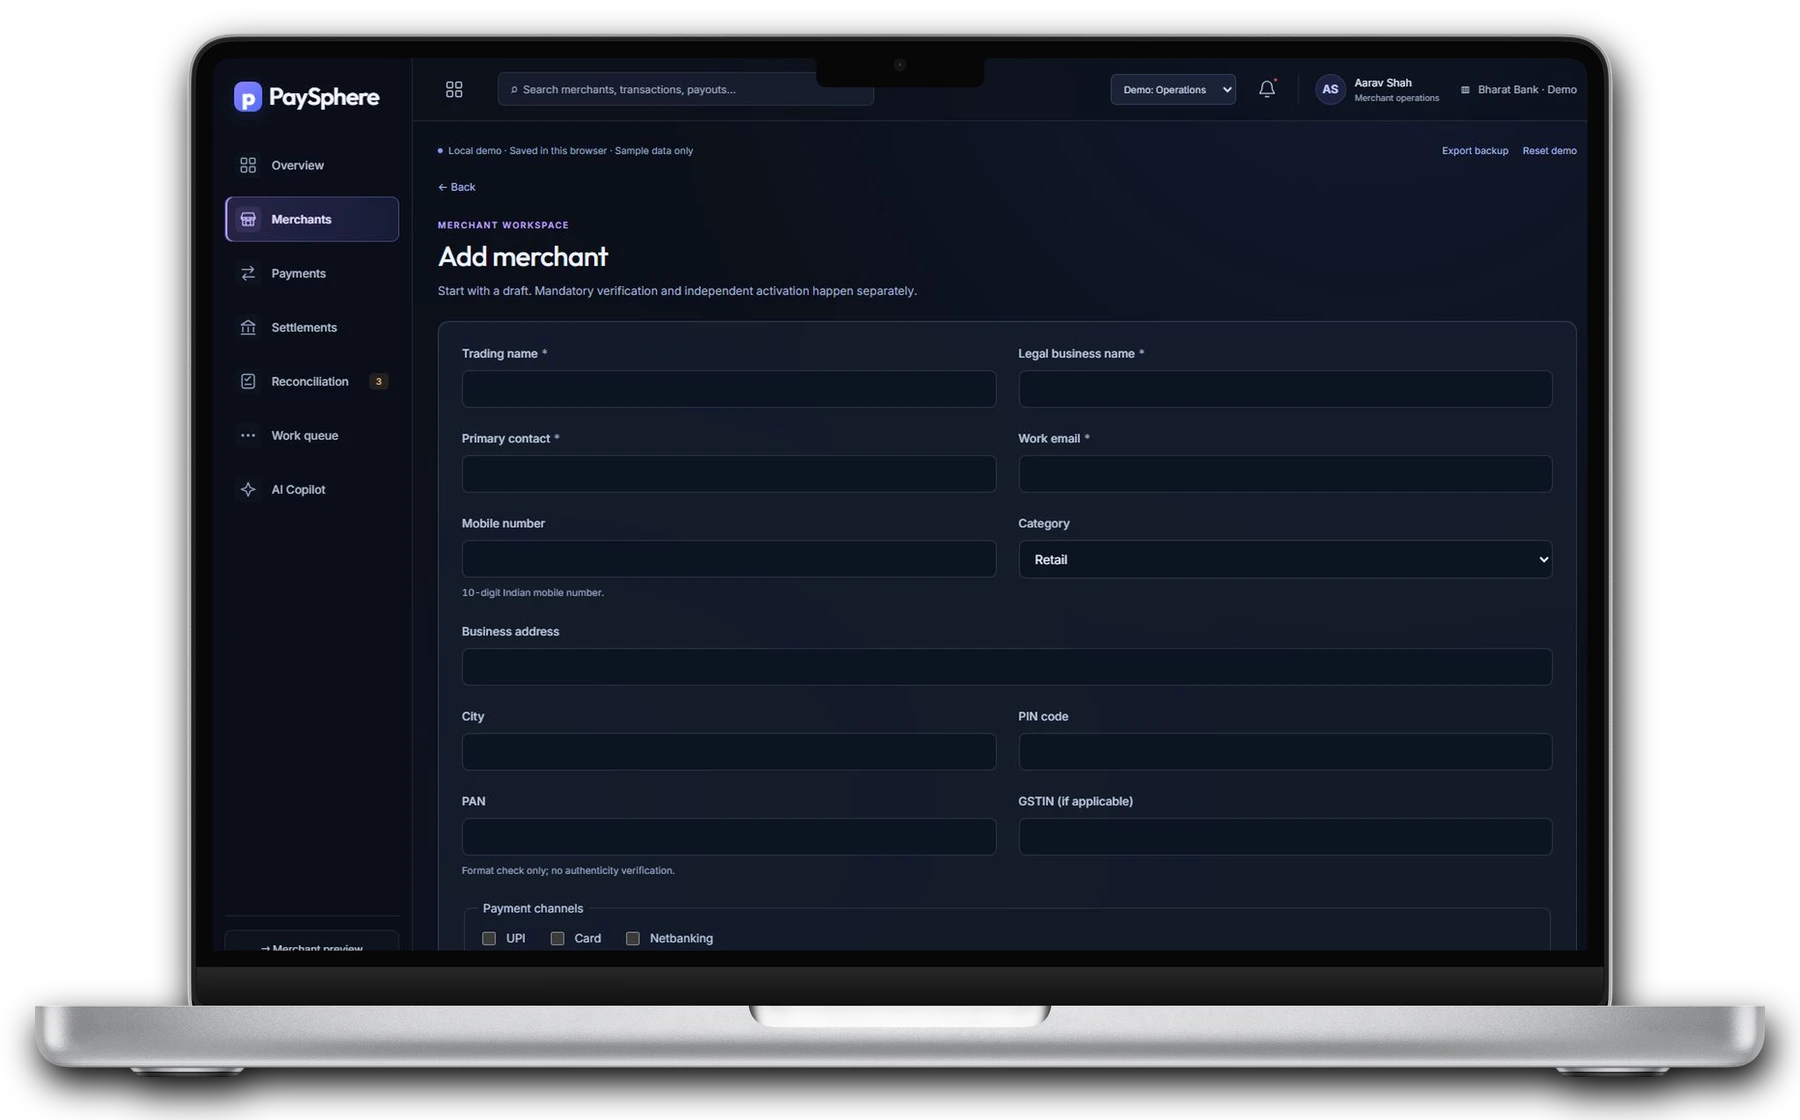 PaySphere
Search merchants, transactions, payouts...
Demo: Operations
AS
Aarav Shah
Merchant operations
Bharat Bank · Demo
Overview
Merchants
Payments
Settlements
Reconciliation 3
Work queue
AI Copilot
→ Merchant preview
Local demo · Saved in this browser · Sample data only
Export backup
Reset demo
← Back
MERCHANT WORKSPACE
Add merchant
Start with a draft. Mandatory verification and independent activation happen separately.
Trading name *
Legal business name *
Primary contact *
Work email *
Mobile number
Category
Retail
10-digit Indian mobile number.
Business address
City
PIN code
PAN
GSTIN (if applicable)
Format check only; no authenticity verification.
Payment channels
UPI
Card
Netbanking